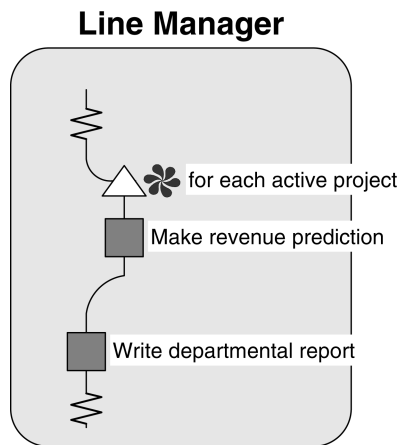 Line Manager
for each active project
Make revenue prediction
Write departmental report